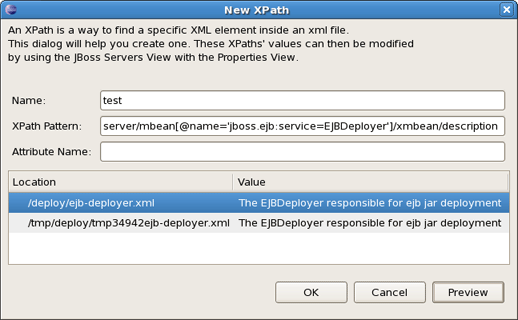 New XPath
An XPath is a way to find a specific XML element inside an xml file.
This dialog will help you create one. These XPaths' values can then be modified
by using the JBoss Servers View with the Properties View.
Name: test
XPath Pattern: server/mbean[@name='jboss.ejb:service=EJBDeployer']/xmbean/description
Attribute Name:
Location Value
/deploy/ejb-deployer.xml The EJBDeployer responsible for ejb jar deployment
/tmp/deploy/tmp34942ejb-deployer.xml The EJBDeployer responsible for ejb jar deployment
OK Cancel Preview